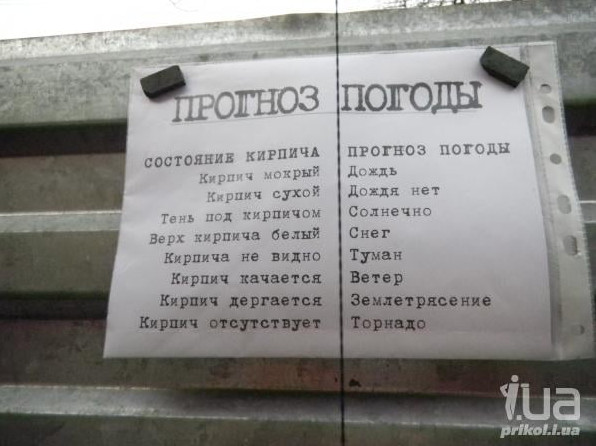 ПРОГНОЗ ПОГОДЫ
СОСТОЯНИЕ КИРПИЧА ПРОГНОЗ ПОГОДЫ
Кирпич мокрый Дождь
Кирпич сухой Дождя нет
Тень под кирпичом Солнечно
Верх кирпича белый Снег
Кирпича не видно Туман
Кирпич качается Ветер
Кирпич дергается Землетрясение
Кирпич отсутствует Торнадо
i.ua
prikol.i.ua